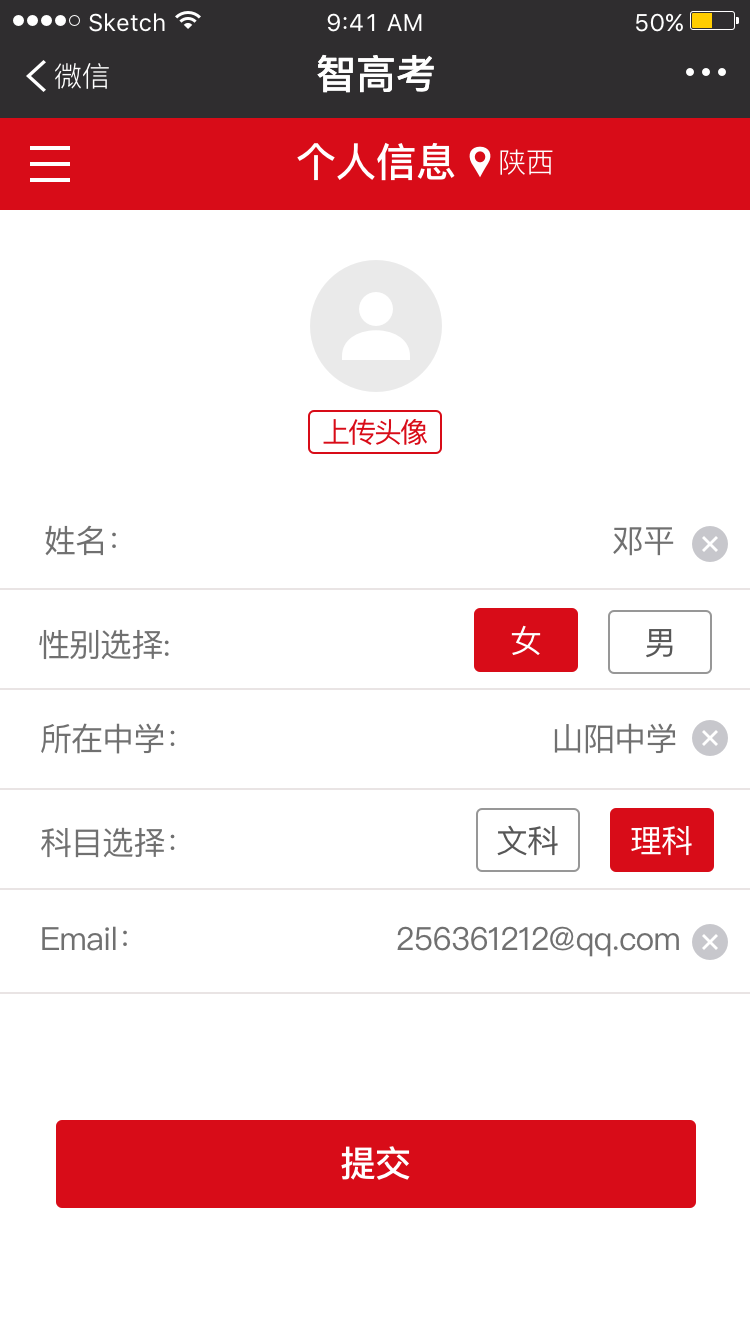 Sketch 9:41 AM 50%
微信 智高考
个人信息 陕西
上传头像
姓名： 邓平
性别选择: 女 男
所在中学： 山阳中学
科目选择： 文科 理科
Email： 256361212@qq.com
提交